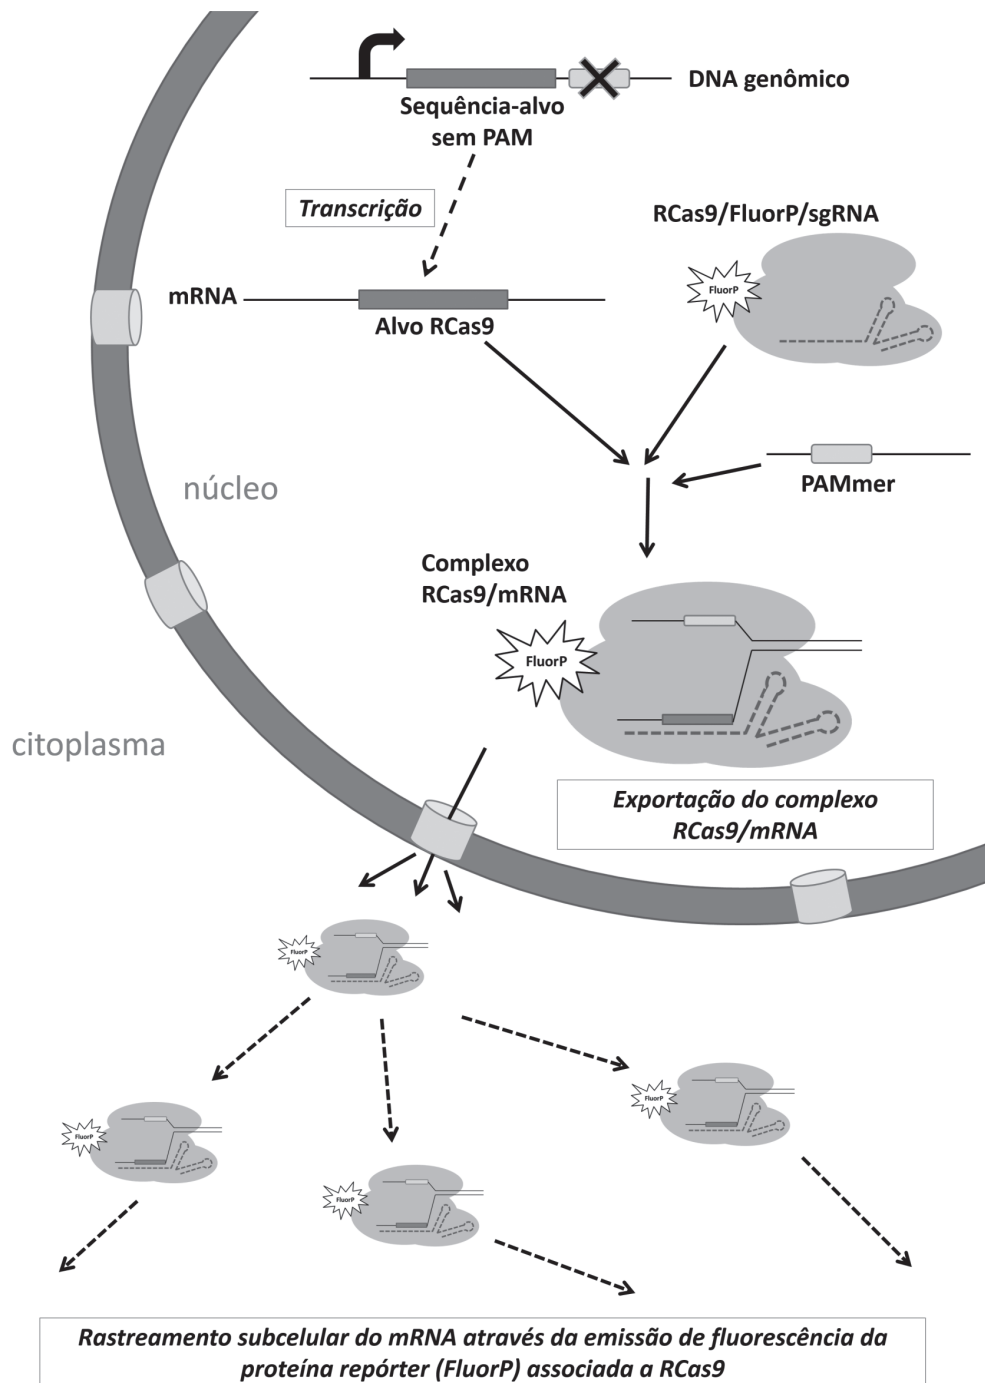 DNA genômico
Sequência-alvo
sem PAM
Transcrição
RCas9/FluorP/sgRNA
FluorP
mRNA
Alvo RCas9
PAMmer
núcleo
Complexo
RCas9/mRNA
FluorP
citoplasma
Exportação do complexo
RCas9/mRNA
FluorP
FluorP
FluorP
FluorP
Rastreamento subcelular do mRNA através da emissão de fluorescência da
proteína repórter (FluorP) associada a RCas9